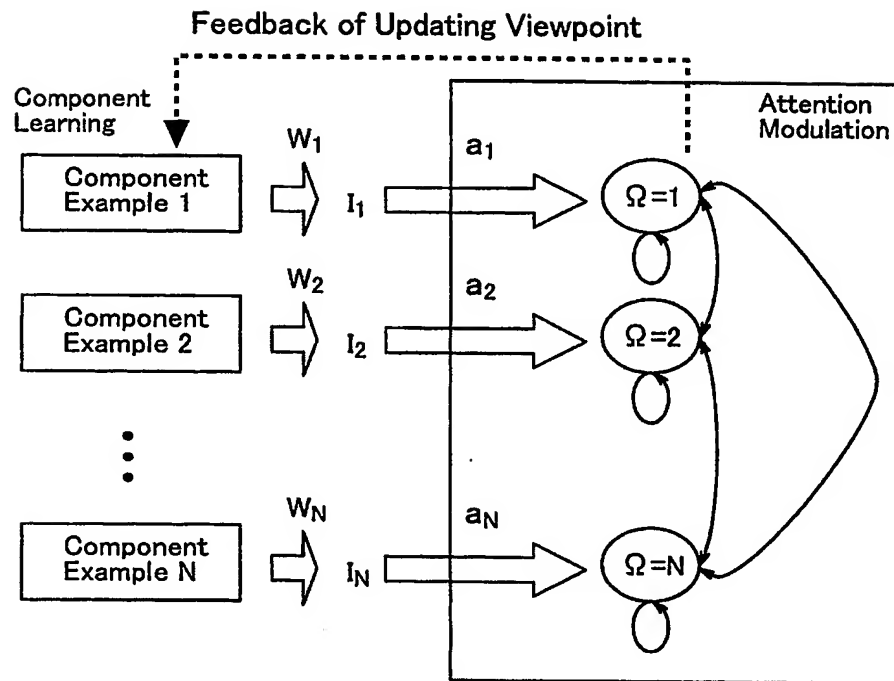 Feedback of Updating Viewpoint
Component
Learning
Attention
Modulation
Component
Example 1
W1
I1
a1
Ω=1
Component
Example 2
W2
I2
a2
Ω=2
Component
Example N
WN
IN
aN
Ω=N